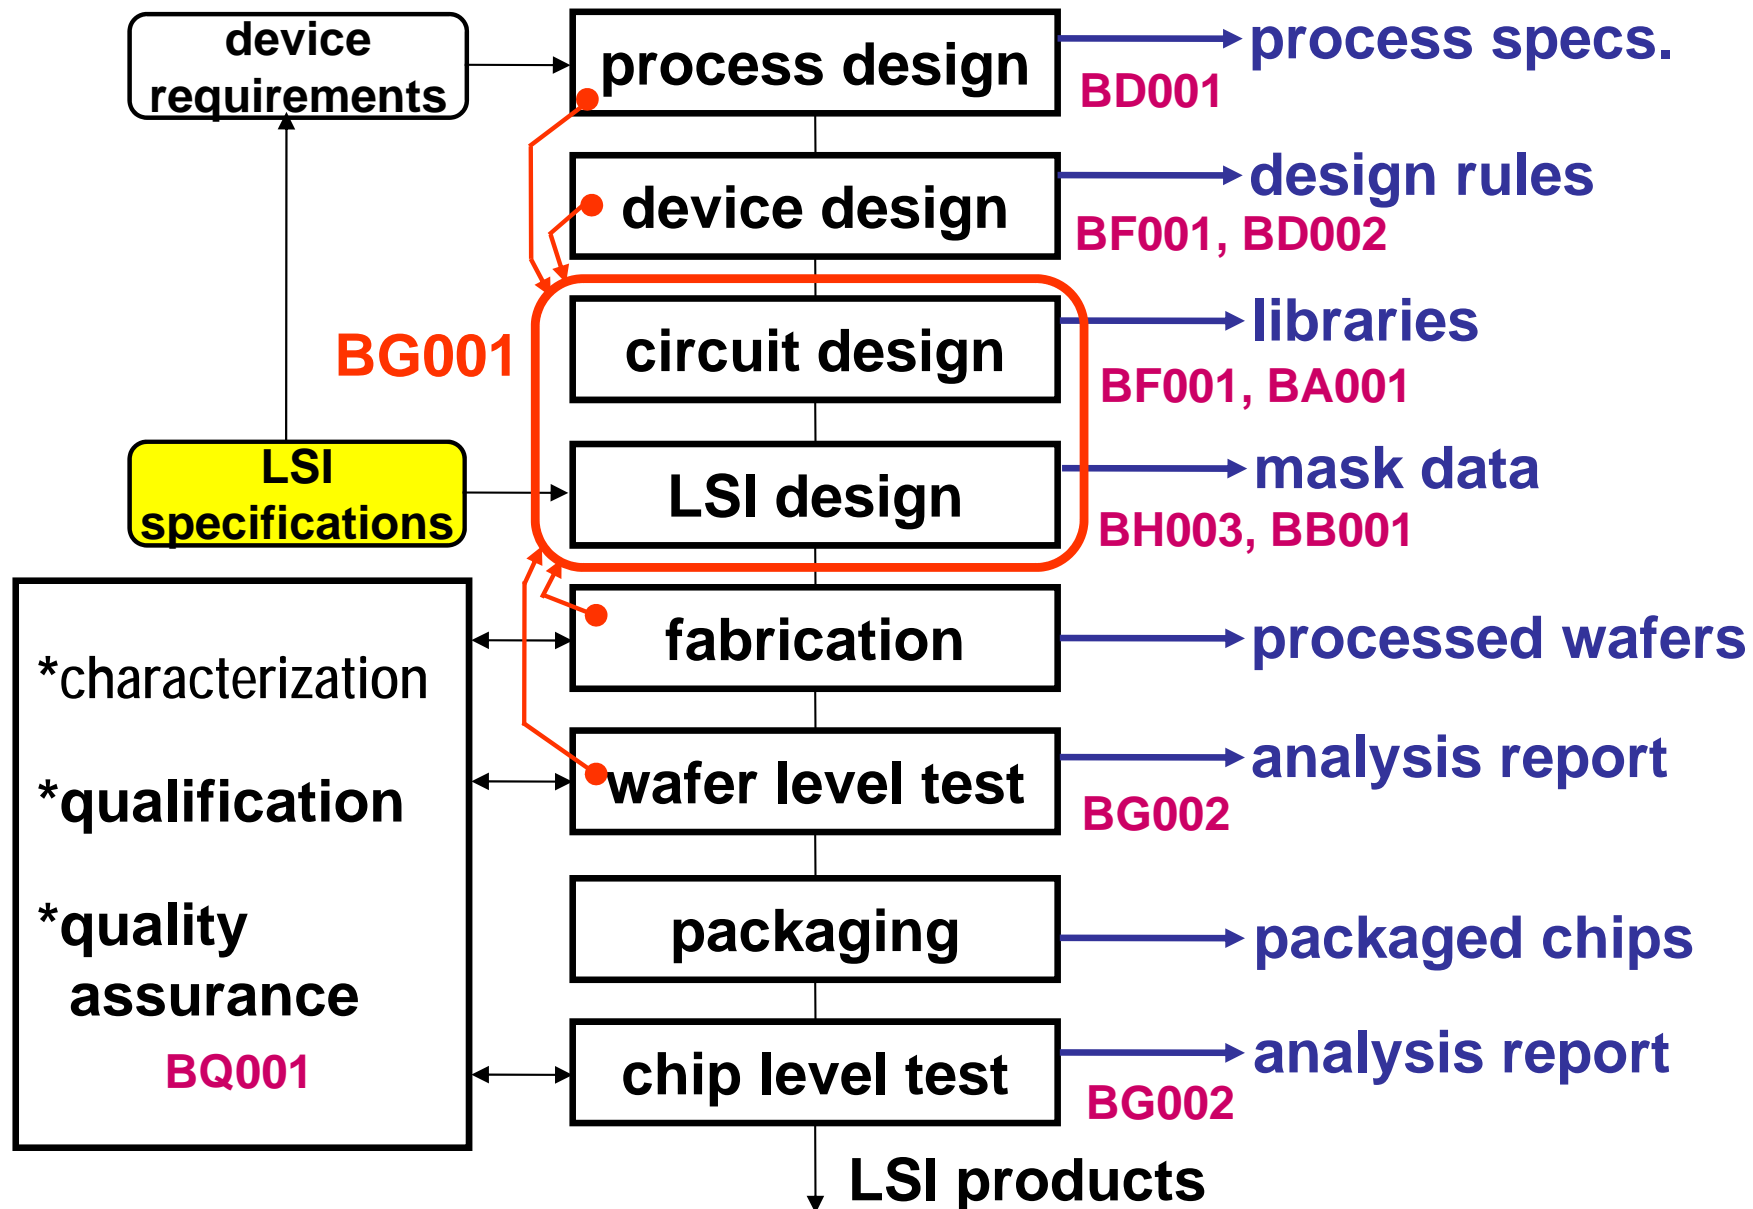 device
requirements
process design
process specs.
BD001
device design
design rules
BF001, BD002
BG001
circuit design
libraries
BF001, BA001
LSI
specifications
LSI design
mask data
BH003, BB001
*characterization
*qualification
*quality
assurance
BQ001
fabrication
processed wafers
wafer level test
analysis report
BG002
packaging
packaged chips
chip level test
analysis report
BG002
LSI products